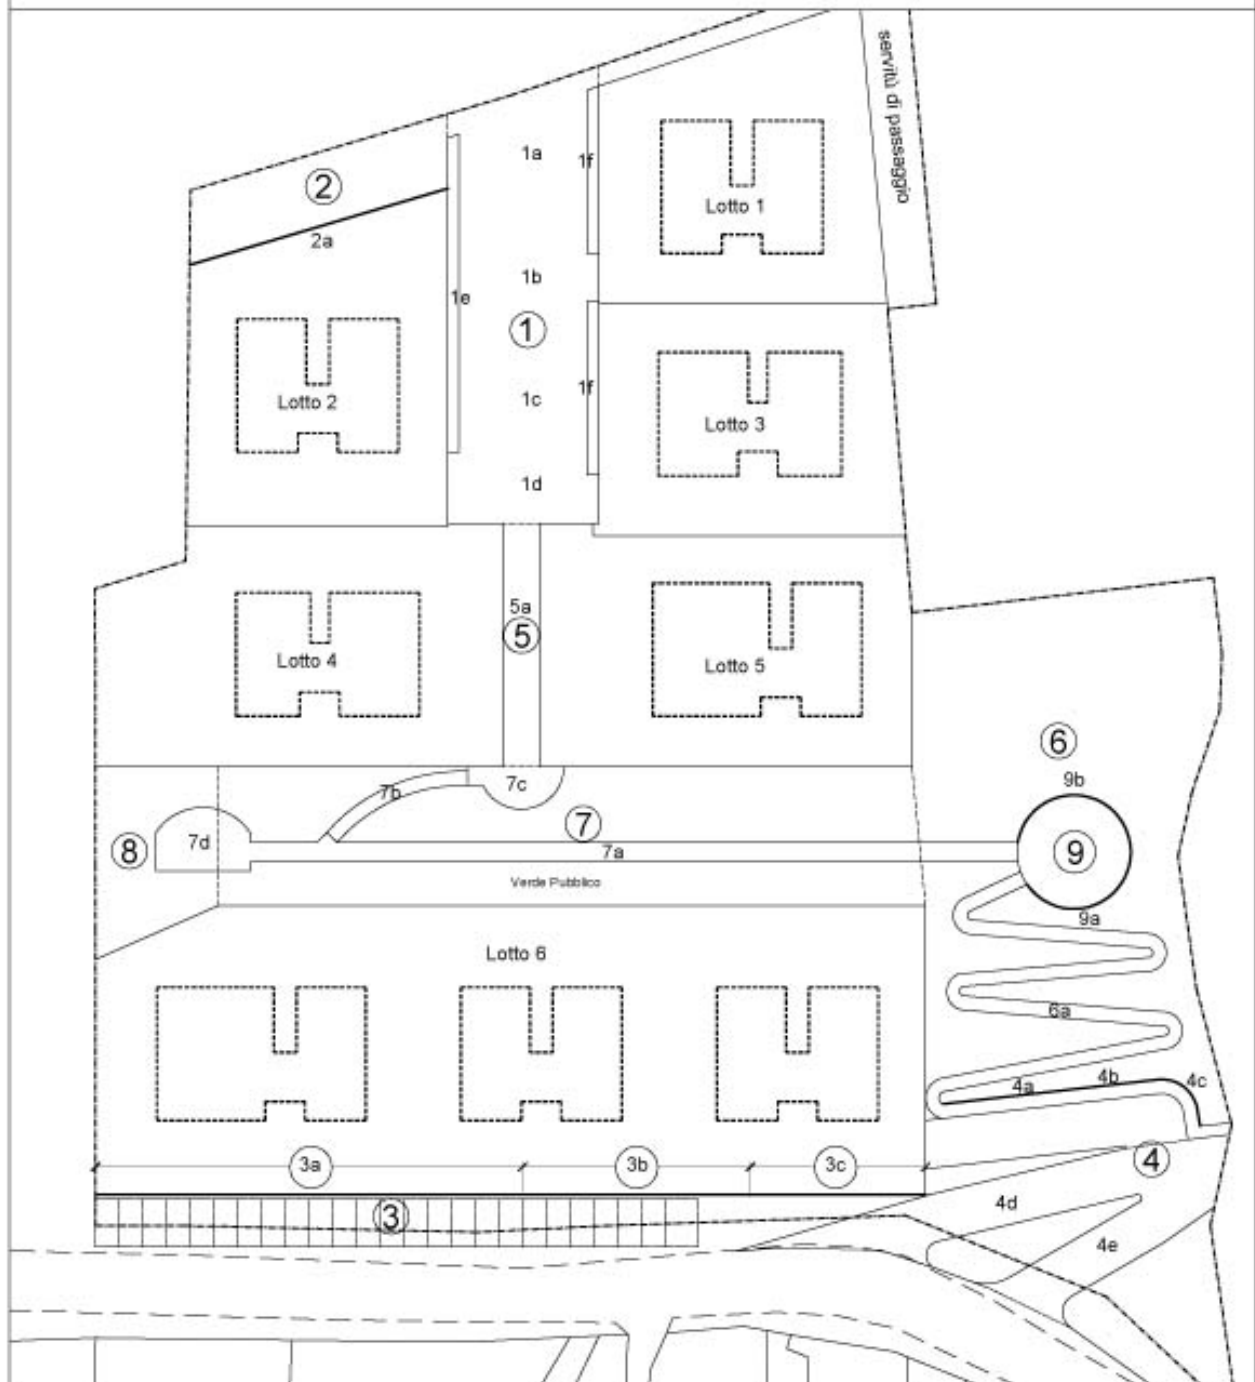 servitù di passaggio
1a
1f
2
Lotto 1
2a
1b
1e
1
1c
1f
Lotto 2
Lotto 3
1d
5a
5
Lotto 4
Lotto 5
6
7c
9b
7b
7
7d
8
7a
9
Verde Pubblico
9a
Lotto 6
6a
4a
4b
4c
3a
3b
3c
4
4d
3
4e